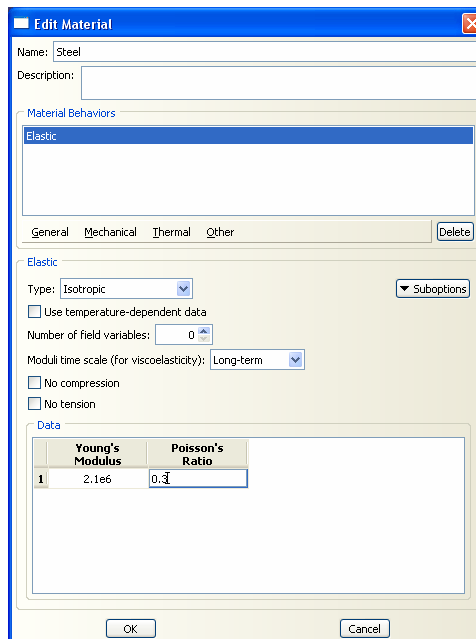 Edit Material
Name: Steel
Description:
Material Behaviors
Elastic
General Mechanical Thermal Other Delete
Elastic
Type: Isotropic Suboptions
Use temperature-dependent data
Number of field variables: 0
Moduli time scale (for viscoelasticity): Long-term
No compression
No tension
Data
Young's Poisson's
Modulus Ratio
1 2.1e6 0.3
OK Cancel